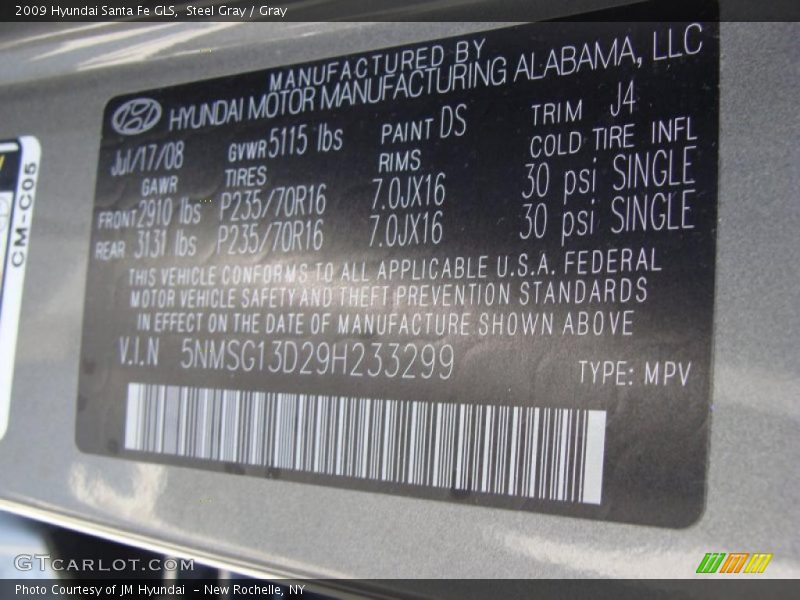 2009 Hyundai Santa Fe GLS, Steel Gray / Gray
MANUFACTURED BY
HYUNDAI MOTOR MANUFACTURING ALABAMA, LLC
Jul/17/08 GVWR 5115 lbs PAINT DS TRIM J4
GAWR TIRES RIMS COLD TIRE INFL
FRONT 2910 lbs P235/70R16 7.0JX16 30 psi SINGLE
REAR 3131 lbs P235/70R16 7.0JX16 30 psi SINGLE
THIS VEHICLE CONFORMS TO ALL APPLICABLE U.S.A. FEDERAL
MOTOR VEHICLE SAFETY AND THEFT PREVENTION STANDARDS
IN EFFECT ON THE DATE OF MANUFACTURE SHOWN ABOVE
V.I.N 5NMSG13D29H233299
TYPE: MPV
CM-C05
GTCARLOT.COM
Photo Courtesy of JM Hyundai - New Rochelle, NY